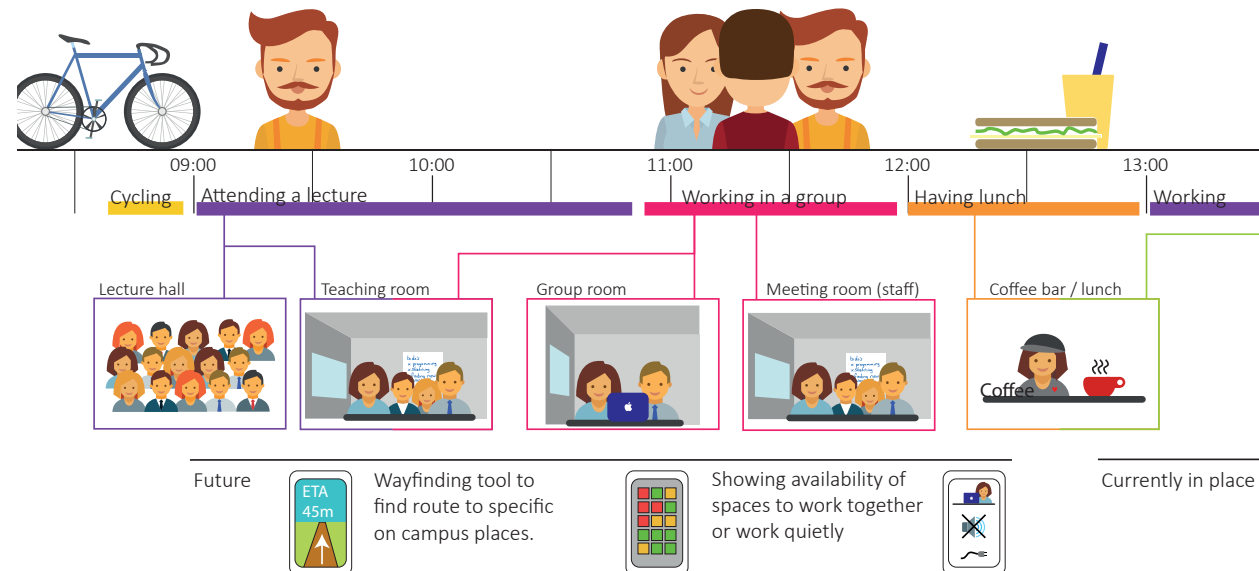 09:00
10:00
11:00
12:00
13:00
Cycling
Attending a lecture
Working in a group
Having lunch
Working
Lecture hall
Teaching room
Group room
Meeting room (staff)
Coffee bar / lunch
Coffee
Future
ETA
45m
Wayfinding tool to
find route to specific
on campus places.
Showing availability of
spaces to work together
or work quietly
Currently in place